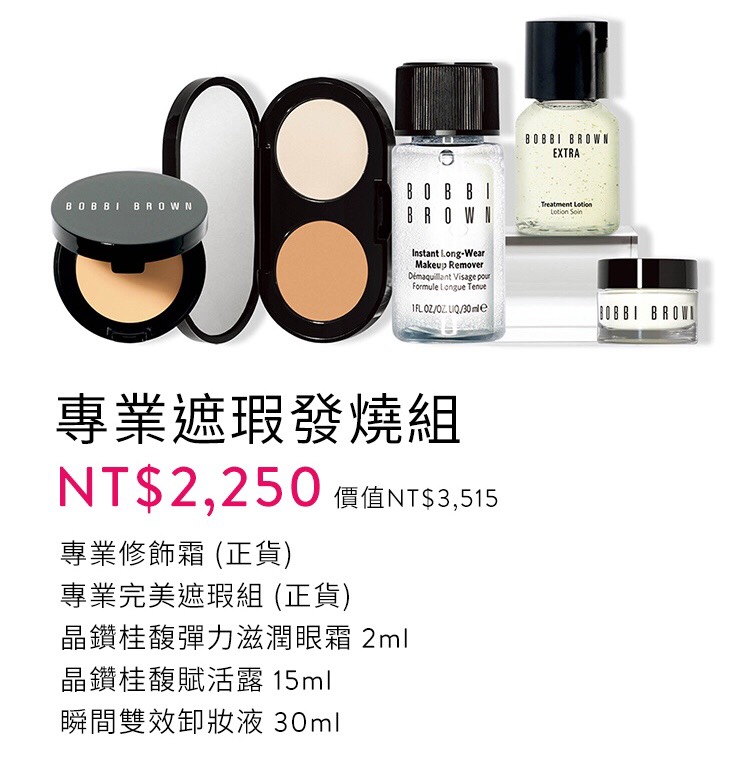 BOBBI BROWN
BOBBI
BROWN
Instant Long-Wear
Makeup Remover
Démaquillant Visage pour
Formule Longue Tenue
1FL.OZ./OZ. LIQ./30 ml e
BOBBI BROWN
EXTRA
Treatment Lotion
Lotion Soin
BOBBI BROWN
專業遮瑕發燒組
NT$2,250 價值NT$3,515
專業修飾霜 (正貨)
專業完美遮瑕組 (正貨)
晶鑽桂馥彈力滋潤眼霜 2ml
晶鑽桂馥賦活露 15ml
瞬間雙效卸妝液 30ml